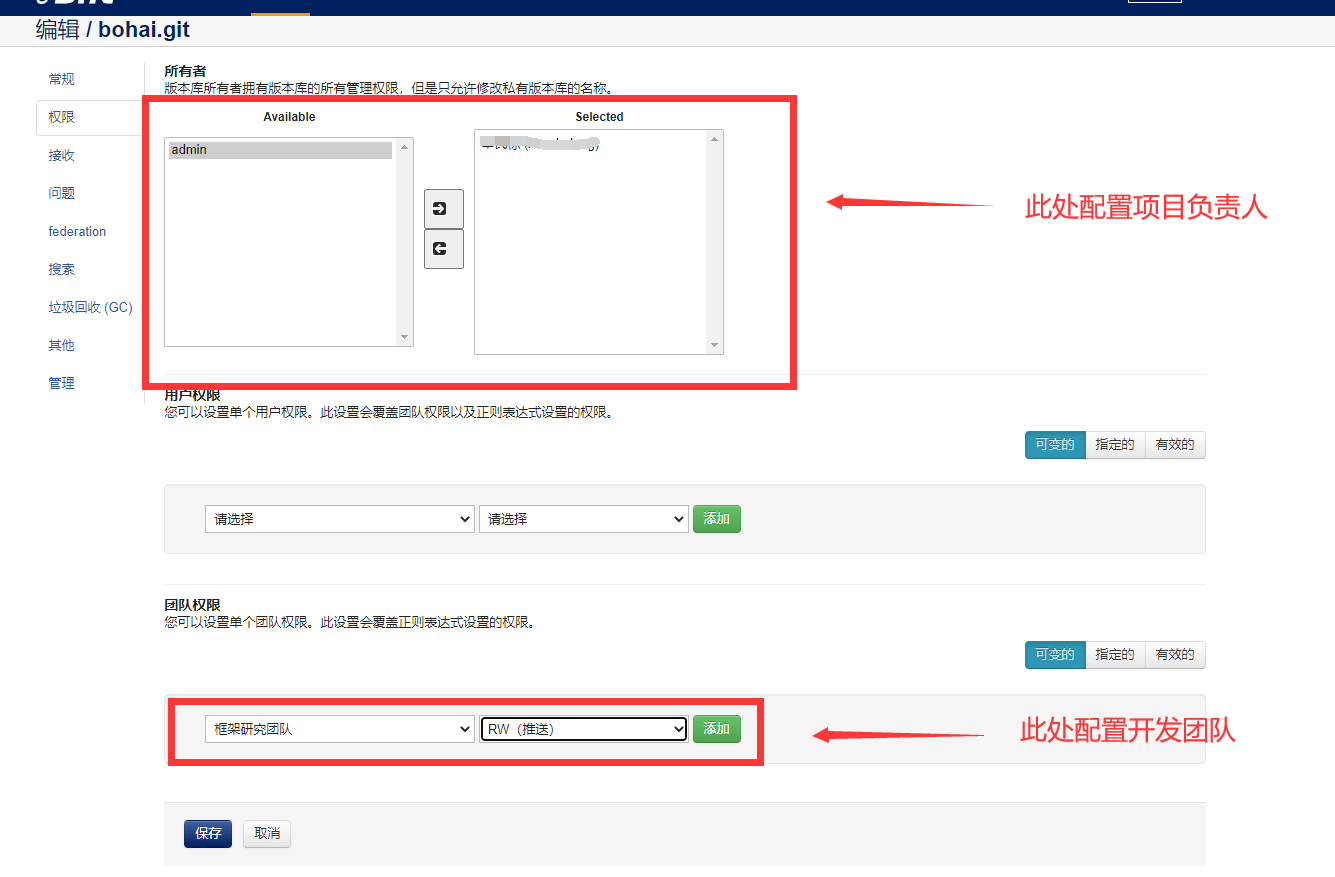 编辑 / bohai.git
常规
权限
接收
问题
federation
搜索
垃圾回收 (GC)
其他
管理
所有者
版本库所有者拥有版本库的所有管理权限，但是只允许修改私有版本库的名称。
Available
Selected
admin
此处配置项目负责人
用户权限
您可以设置单个用户权限。此设置会覆盖团队权限以及正则表达式设置的权限。
可变的 指定的 有效的
请选择 请选择 添加
团队权限
您可以设置单个团队权限。此设置会覆盖正则表达式设置的权限。
可变的 指定的 有效的
框架研究团队 RW（推送） 添加
此处配置开发团队
保存 取消